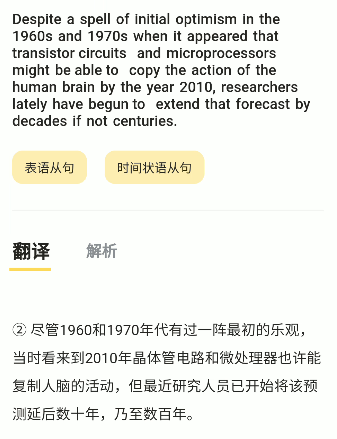 Despite a spell of initial optimism in the
1960s and 1970s when it appeared that
transistor circuits and microprocessors
might be able to copy the action of the
human brain by the year 2010, researchers
lately have begun to extend that forecast by
decades if not centuries.
表语从句 时间状语从句
翻译 解析
② 尽管1960和1970年代有过一阵最初的乐观，
当时看来到2010年晶体管电路和微处理器也许能
复制人脑的活动，但最近研究人员已开始将该预
测延后数十年，乃至数百年。